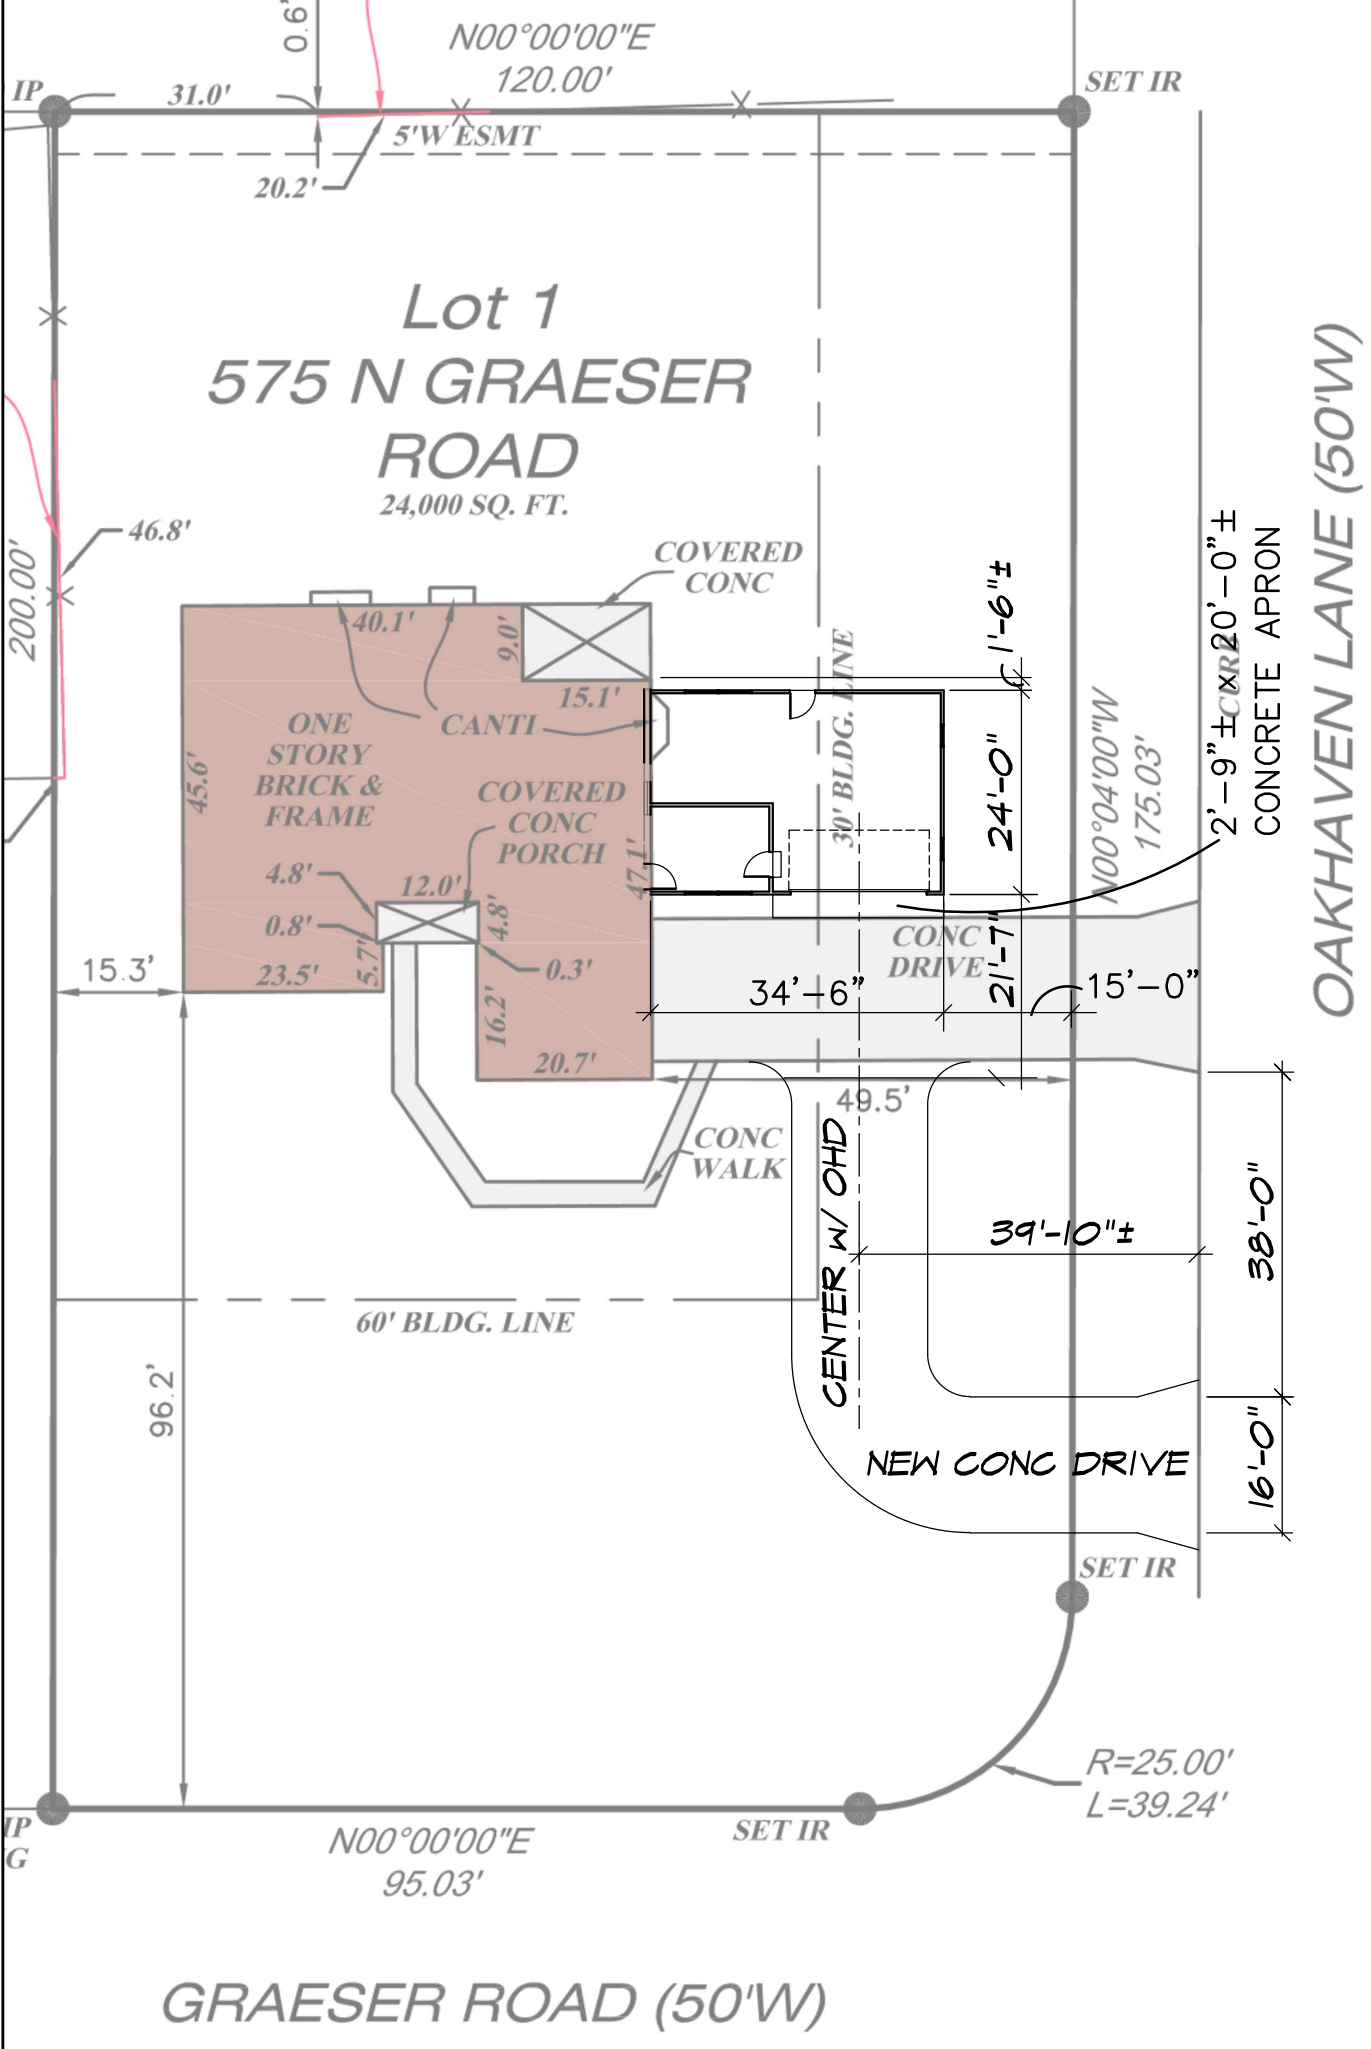 0.6'
N00°00'00"E
120.00'
IP
31.0'
SET IR
5'W ESMT
20.2'
Lot 1
575 N GRAESER
ROAD
24,000 SQ. FT.
46.8'
200.00'
COVERED
CONC
40.1'
9.0'
15.1'
CANTI
ONE
STORY
BRICK &
FRAME
45.6'
COVERED
CONC
PORCH
47.1'
4.8'
12.0'
0.8'
4.8'
5.7'
0.3'
23.5'
16.2'
20.7'
15.3'
30' BLDG. LINE
1'-6"±
24'-0"
21'-7"
N00°04'00"W
175.03'
CURB
2'-9"± x 20'-0"±
CONCRETE APRON
OAKHAVEN LANE (50'W)
CONC
DRIVE
34'-6"
15'-0"
49.5'
CONC
WALK
CENTER W/ OHD
39'-10"±
38'-0"
16'-0"
60' BLDG. LINE
96.2'
NEW CONC DRIVE
SET IR
R=25.00'
L=39.24'
IP
G
SET IR
N00°00'00"E
95.03'
GRAESER ROAD (50'W)